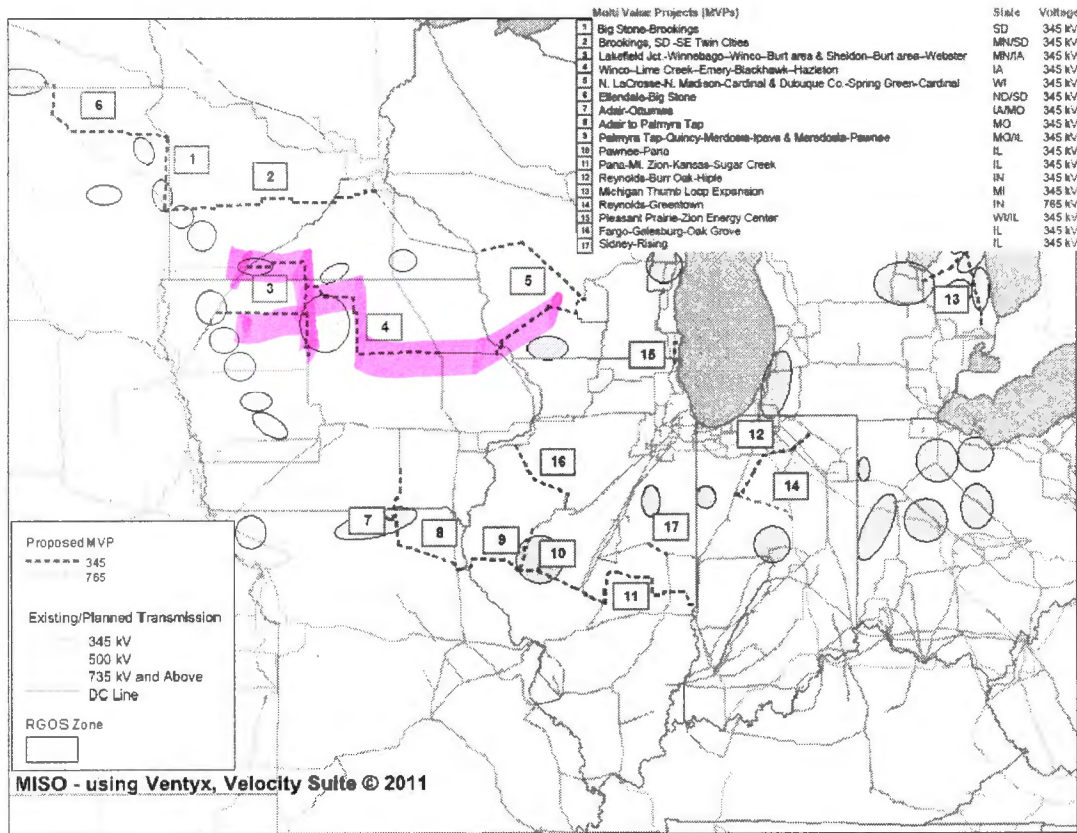 Multi Value Projects (MVPs) State Voltage
1 Big Stone-Brookings SD 345 kV
2 Brookings, SD -SE Twin Cities MN/SD 345 kV
3 Lakefield Jct.-Winnebago-Winco-Burt area & Sheldon-Burt area-Webster MN/IA 345 kV
4 Winco-Lime Creek-Emery-Blackhawk-Hazleton IA 345 kV
5 N. LaCrosse-N. Madison-Cardinal & Dubuque Co.-Spring Green-Cardinal WI 345 kV
6 Ellendale-Big Stone ND/SD 345 kV
7 Adair-Ottumwa IA/MO 345 kV
8 Adair to Palmyra Tap MO 345 kV
9 Palmyra Tap-Quincy-Merdosia-Ipava & Meredosia-Pawnee MO/IL 345 kV
10 Pawnee-Pana IL 345 kV
11 Pana-Mt. Zion-Kansas-Sugar Creek IL 345 kV
12 Reynolds-Burr Oak-Hiple IN 345 kV
13 Michigan Thumb Loop Expansion MI 345 kV
14 Reynolds-Greentown IN 765 kV
15 Pleasant Prairie-Zion Energy Center WI/IL 345 kV
16 Fargo-Galesburg-Oak Grove IL 345 kV
17 Sidney-Rising IL 345 kV
6
1
2
3
4
5
13
15
12
16
14
7
8
9
10
17
11
Proposed MVP
345
765
Existing/Planned Transmission
345 kV
500 kV
735 kV and Above
DC Line
RGOS Zone
MISO - using Ventyx, Velocity Suite © 2011